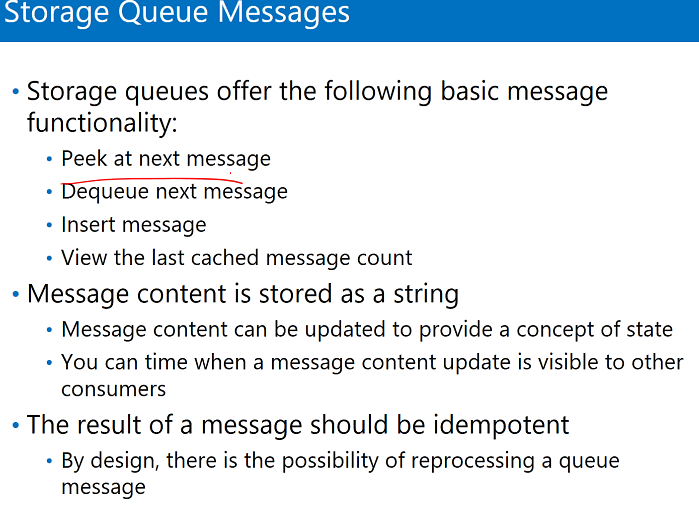 Storage Queue Messages
• Storage queues offer the following basic message
functionality:
• Peek at next message
• Dequeue next message
• Insert message
• View the last cached message count
• Message content is stored as a string
• Message content can be updated to provide a concept of state
• You can time when a message content update is visible to other
consumers
• The result of a message should be idempotent
• By design, there is the possibility of reprocessing a queue
message